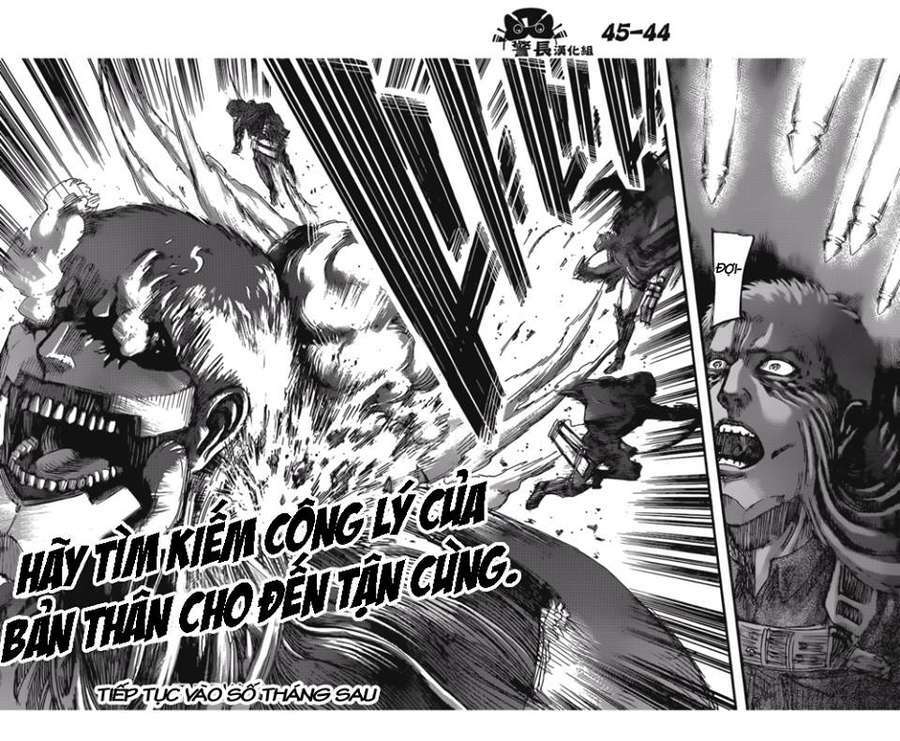 警長漢化組 45-44
ĐỢI-
HÃY TÌM KIẾM CÔNG LÝ CỦA
BẢN THÂN CHO ĐẾN TẬN CÙNG.
TIẾP TỤC VÀO SỐ THÁNG SAU